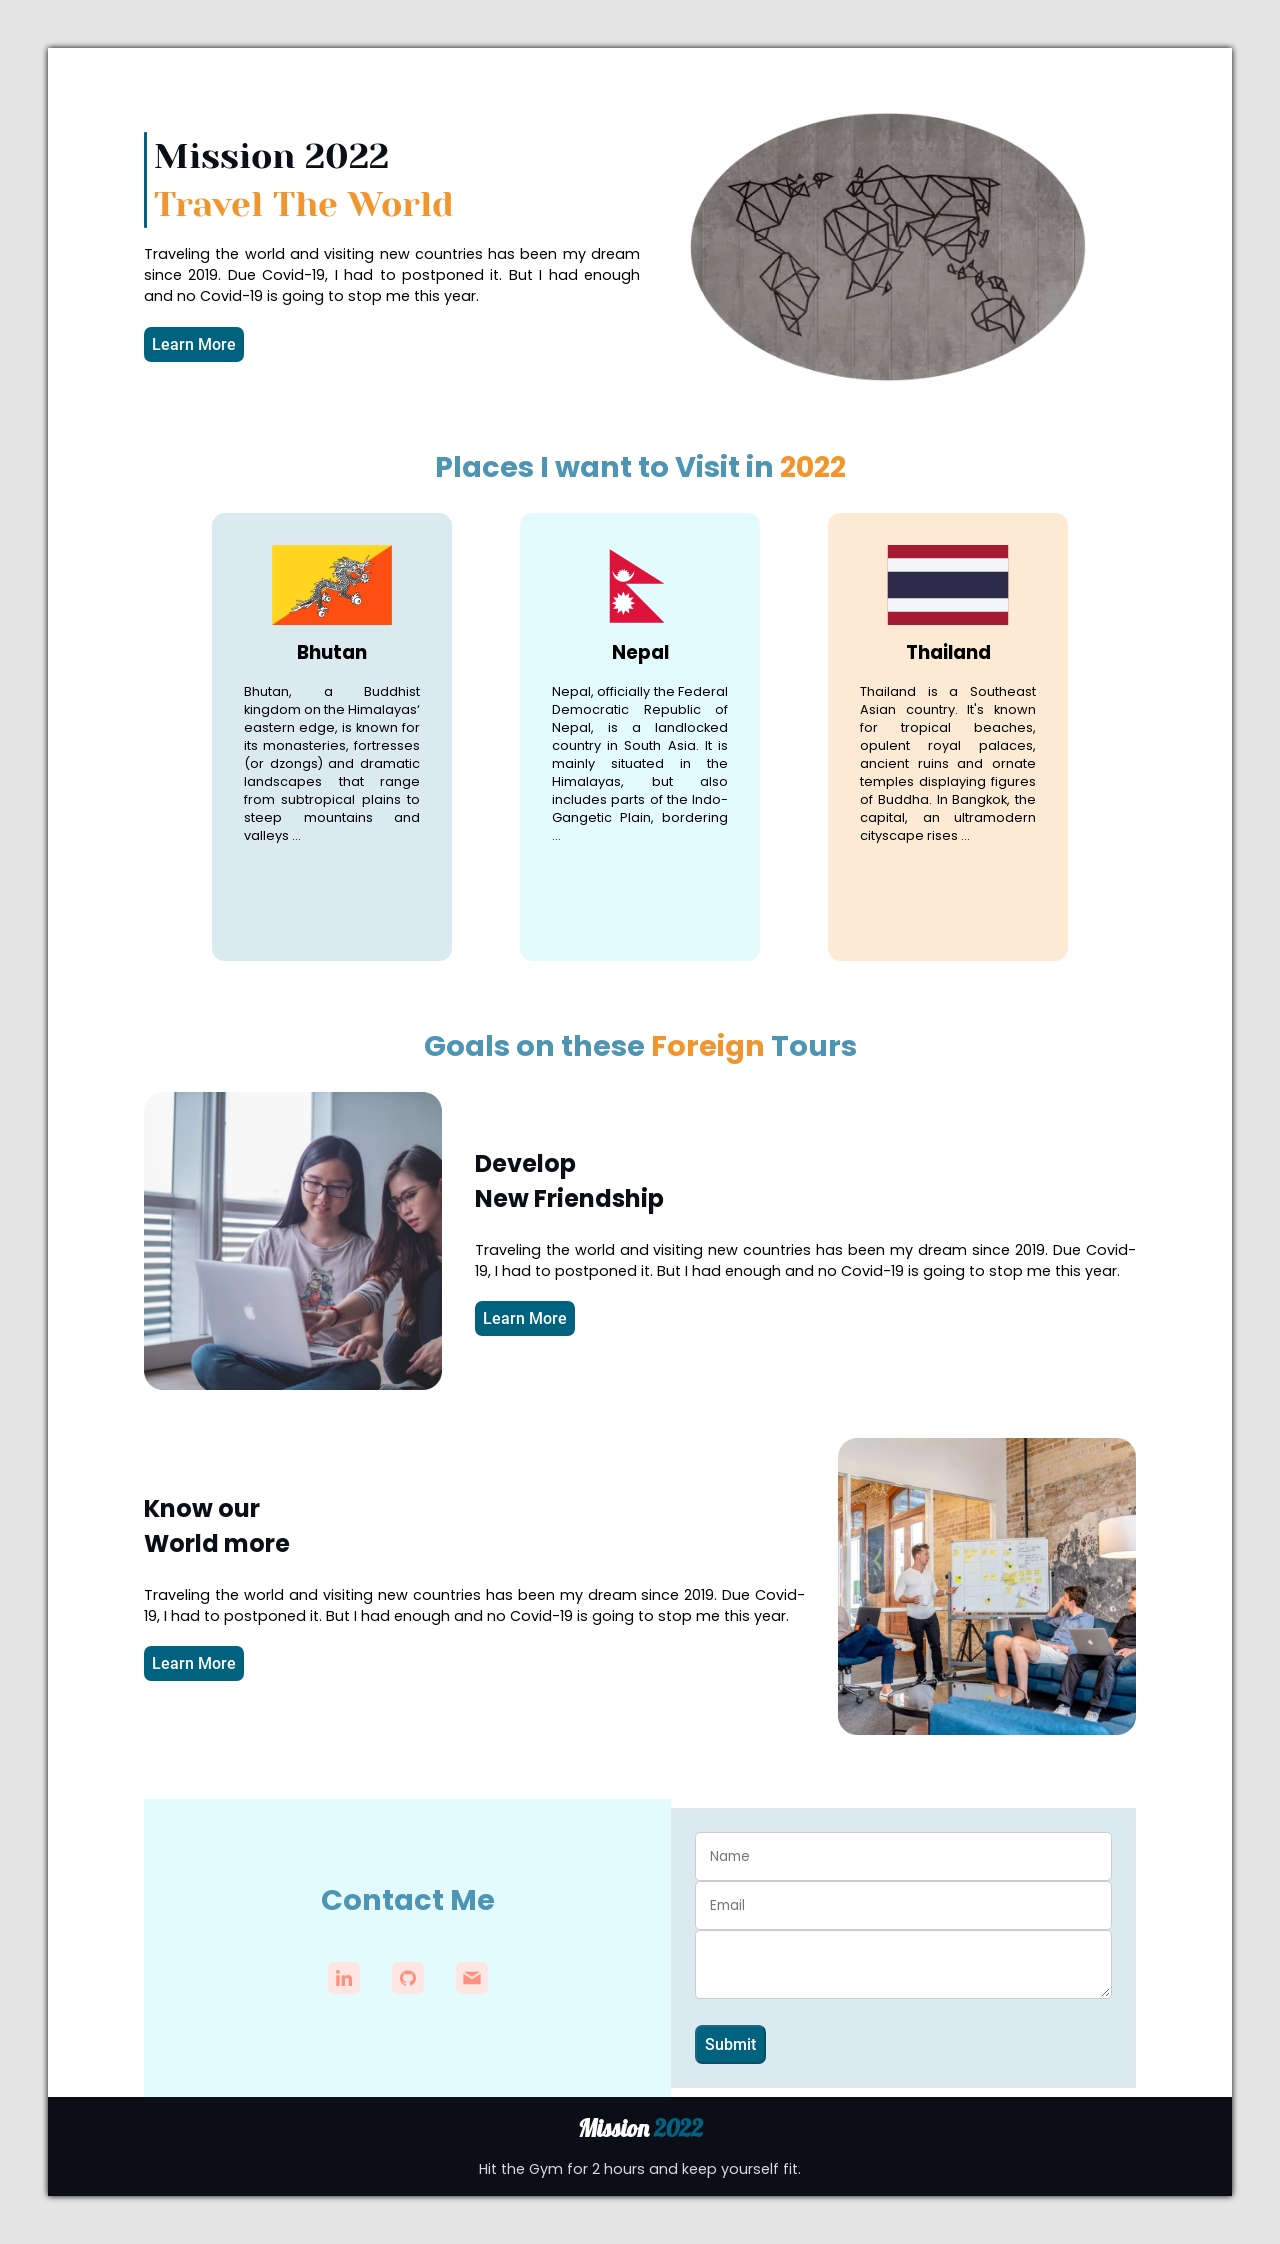 Mission 2022
Travel The World
Traveling the world and visiting new countries has been my dream
since 2019. Due Covid-19, I had to postponed it. But I had enough
and no Covid-19 is going to stop me this year.
Learn More
Places I want to Visit in 2022
Bhutan
Bhutan, a Buddhist
kingdom on the Himalayas’
eastern edge, is known for
its monasteries, fortresses
(or dzongs) and dramatic
landscapes that range
from subtropical plains to
steep mountains and
valleys ...
Nepal
Nepal, officially the Federal
Democratic Republic of
Nepal, is a landlocked
country in South Asia. It is
mainly situated in the
Himalayas, but also
includes parts of the Indo-
Gangetic Plain, bordering
...
Thailand
Thailand is a Southeast
Asian country. It's known
for tropical beaches,
opulent royal palaces,
ancient ruins and ornate
temples displaying figures
of Buddha. In Bangkok, the
capital, an ultramodern
cityscape rises ...
Goals on these Foreign Tours
Develop
New Friendship
Traveling the world and visiting new countries has been my dream since 2019. Due Covid-
19, I had to postponed it. But I had enough and no Covid-19 is going to stop me this year.
Learn More
Know our
World more
Traveling the world and visiting new countries has been my dream since 2019. Due Covid-
19, I had to postponed it. But I had enough and no Covid-19 is going to stop me this year.
Learn More
Contact Me
in
Name
Email
Submit
Mission 2022
Hit the Gym for 2 hours and keep yourself fit.